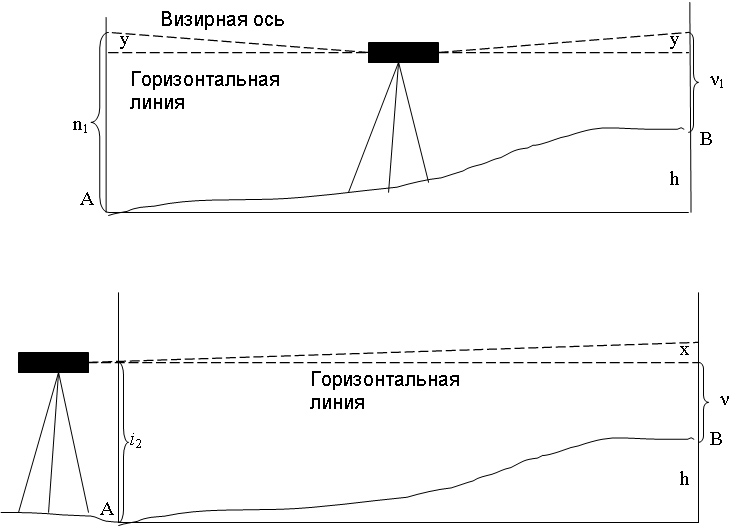 Визирная ось
y
y
Горизонтальная
линия
n1
ν1
B
A
h
x
Горизонтальная
линия
ν
i2
B
A
h